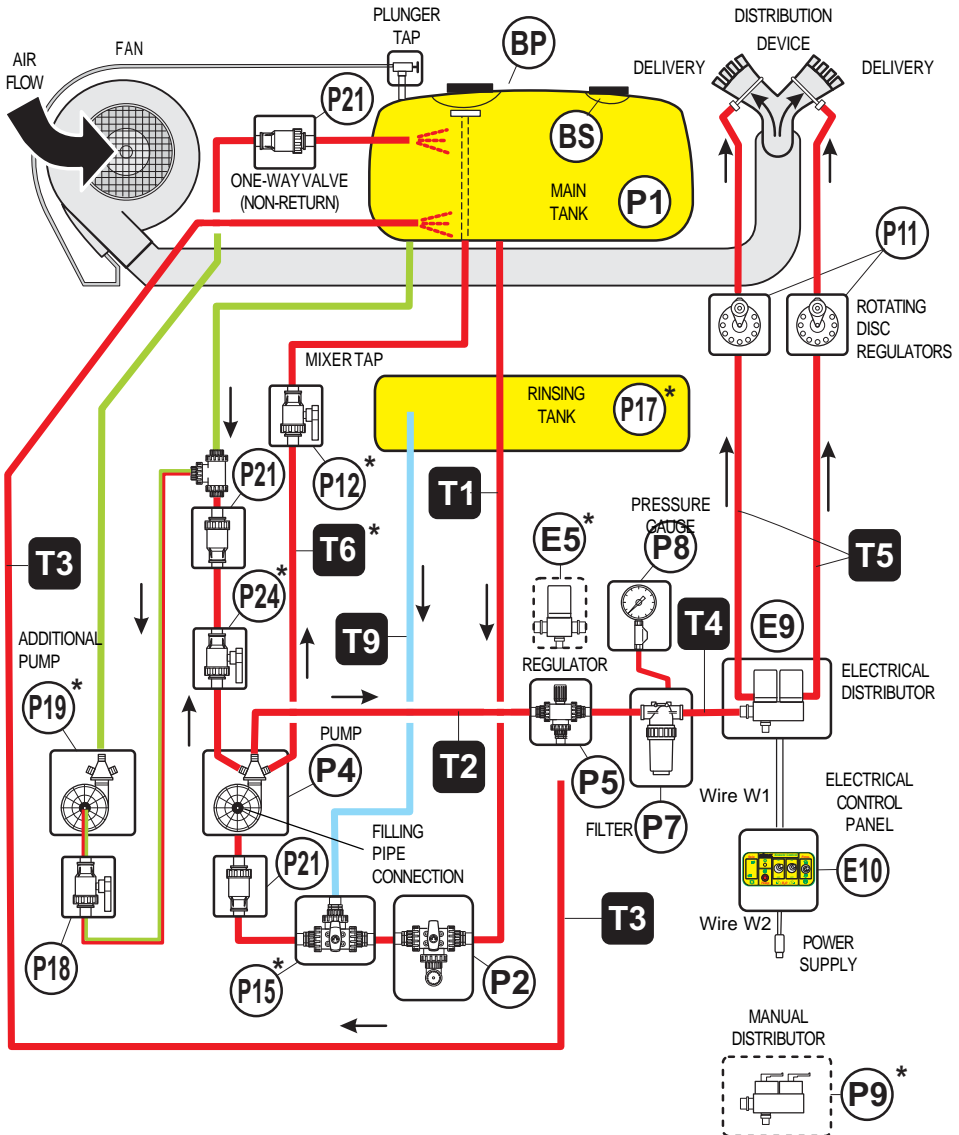 PLUNGER
TAP
DISTRIBUTION
DEVICE
FAN
AIR
FLOW
BP
DELIVERY
DELIVERY
P21
BS
ONE-WAY VALVE
(NON-RETURN)
MAIN
TANK
P1
P11
ROTATING
DISC
REGULATORS
MIXER TAP
RINSING
TANK
P17*
P21
P12*
T1
PRESSURE
GAUGE
P8
E5*
T6*
T3
T5
P24*
T9
T4
E9
ADDITIONAL
PUMP
P19*
REGULATOR
ELECTRICAL
DISTRIBUTOR
PUMP
P4
T2
P5
Wire W1
ELECTRICAL
CONTROL
PANEL
FILTER
P7
FILLING
PIPE
CONNECTION
P21
E10
T3
Wire W2
POWER
SUPPLY
P18
P15*
P2
MANUAL
DISTRIBUTOR
P9*